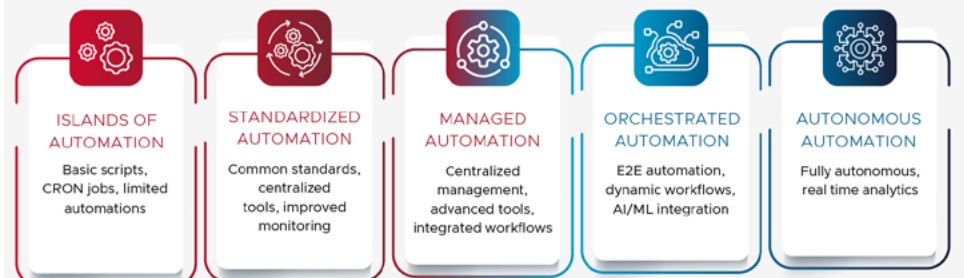 ISLANDS OF
AUTOMATION
Basic scripts,
CRON jobs, limited
automations
STANDARDIZED
AUTOMATION
Common standards,
centralized
tools, improved
monitoring
MANAGED
AUTOMATION
Centralized
management,
advanced tools,
integrated workflows
ORCHESTRATED
AUTOMATION
E2E automation,
dynamic workflows,
AI/ML integration
AUTONOMOUS
AUTOMATION
Fully autonomous,
real time analytics